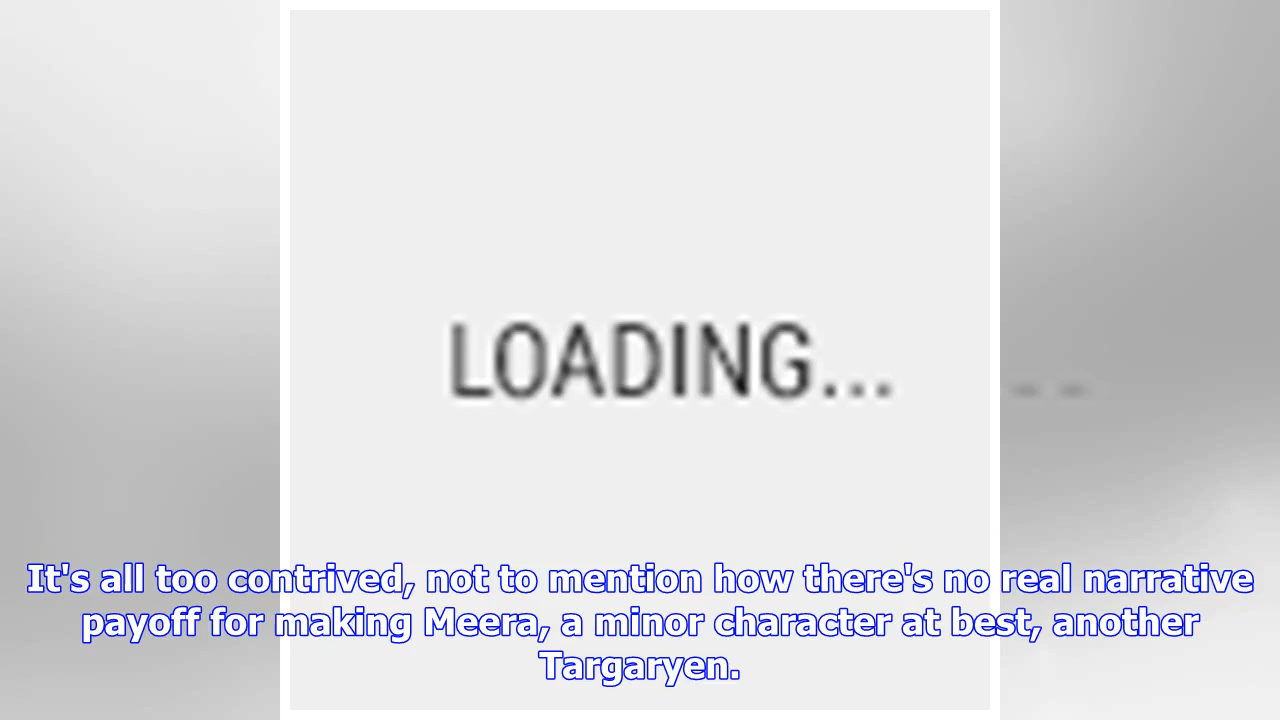 LOADING...
It's all too contrived, not to mention how there's no real narrative
payoff for making Meera, a minor character at best, another
Targaryen.